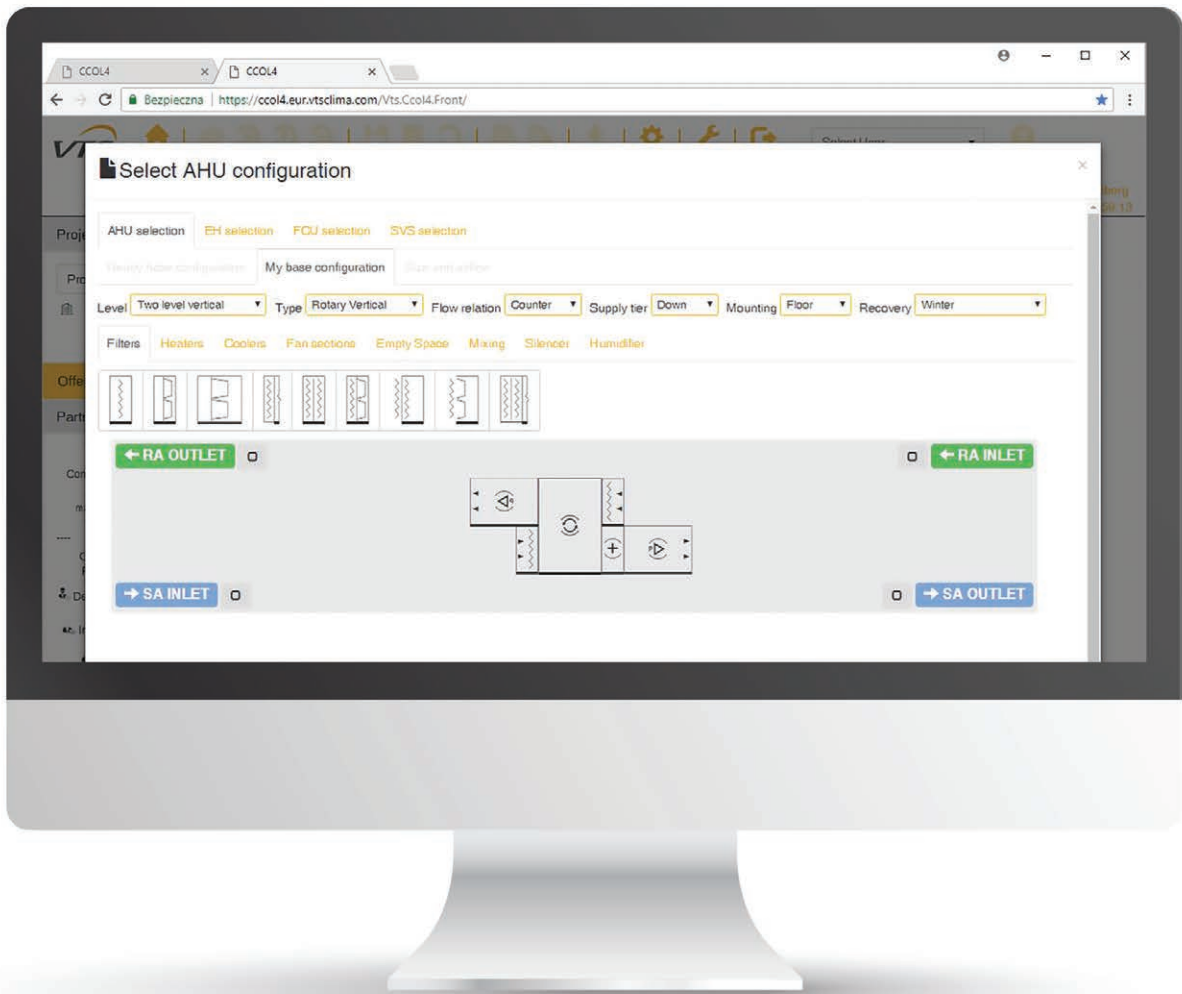 CCOL4 CCOL4
Bezpieczna https://ccol4.eur.vtsclima.com/Vts.Ccol4.Front/
VTS Select User
Select AHU configuration
AHU selection EH selection FCU selection SVS selection
My base configuration
Level Two level vertical Type Rotary Vertical Flow relation Counter Supply tier Down Mounting Floor Recovery Winter
Filters Heaters Coolers Fan sections Empty Space Mixing Silencer Humidifier
← RA OUTLET ← RA INLET
→ SA INLET → SA OUTLET